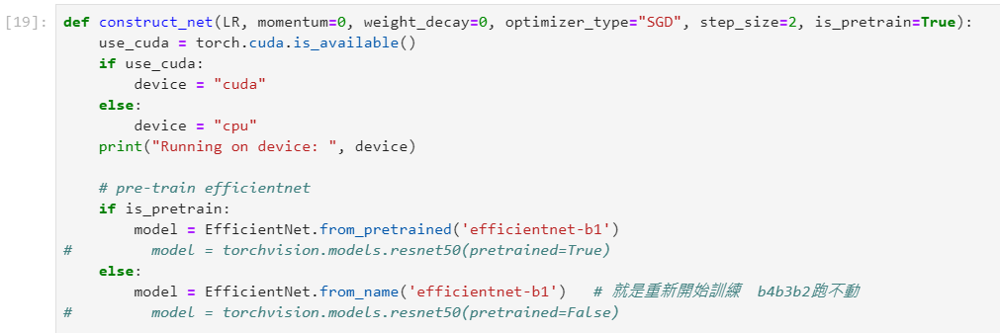 [19]: def construct_net(LR, momentum=0, weight_decay=0, optimizer_type="SGD", step_size=2, is_pretrain=True):
    use_cuda = torch.cuda.is_available()
    if use_cuda:
        device = "cuda"
    else:
        device = "cpu"
    print("Running on device: ", device)

    # pre-train efficientnet
    if is_pretrain:
        model = EfficientNet.from_pretrained('efficientnet-b1')
#         model = torchvision.models.resnet50(pretrained=True)
    else:
        model = EfficientNet.from_name('efficientnet-b1')   # 就是重新開始訓練  b4b3b2跑不動
#         model = torchvision.models.resnet50(pretrained=False)